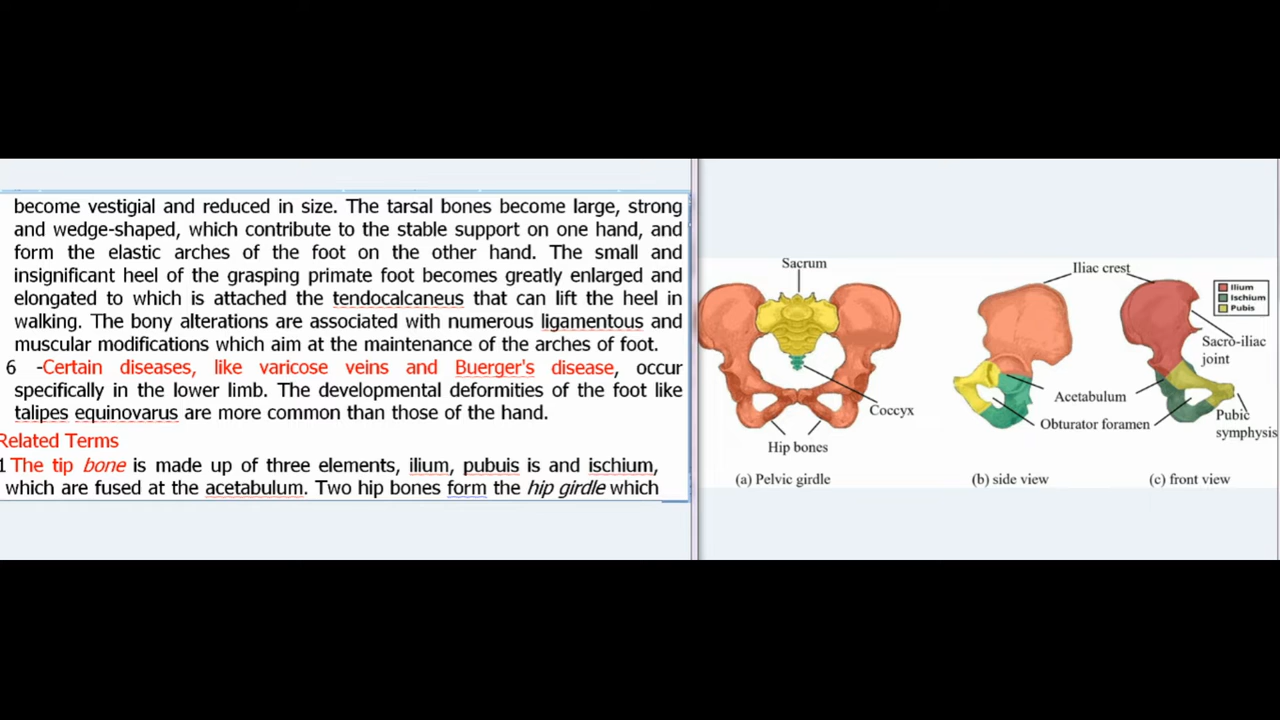 become vestigial and reduced in size. The tarsal bones become large, strong
and wedge-shaped, which contribute to the stable support on one hand, and
form the elastic arches of the foot on the other hand. The small and
insignificant heel of the grasping primate foot becomes greatly enlarged and
elongated to which is attached the tendocalcaneus that can lift the heel in
walking. The bony alterations are associated with numerous ligamentous and
muscular modifications which aim at the maintenance of the arches of foot.
6 -Certain diseases, like varicose veins and Buerger's disease, occur
specifically in the lower limb. The developmental deformities of the foot like
talipes equinovarus are more common than those of the hand.
Related Terms
1 The tip bone is made up of three elements, ilium, pubuis is and ischium,
which are fused at the acetabulum. Two hip bones form the hip girdle which
Sacrum
Coccyx
Hip bones
(a) Pelvic girdle
Iliac crest
Acetabulum
Obturator foramen
(b) side view
Ilium
Ischium
Pubis
Sacro-iliac
joint
Pubic
symphysis
(c) front view